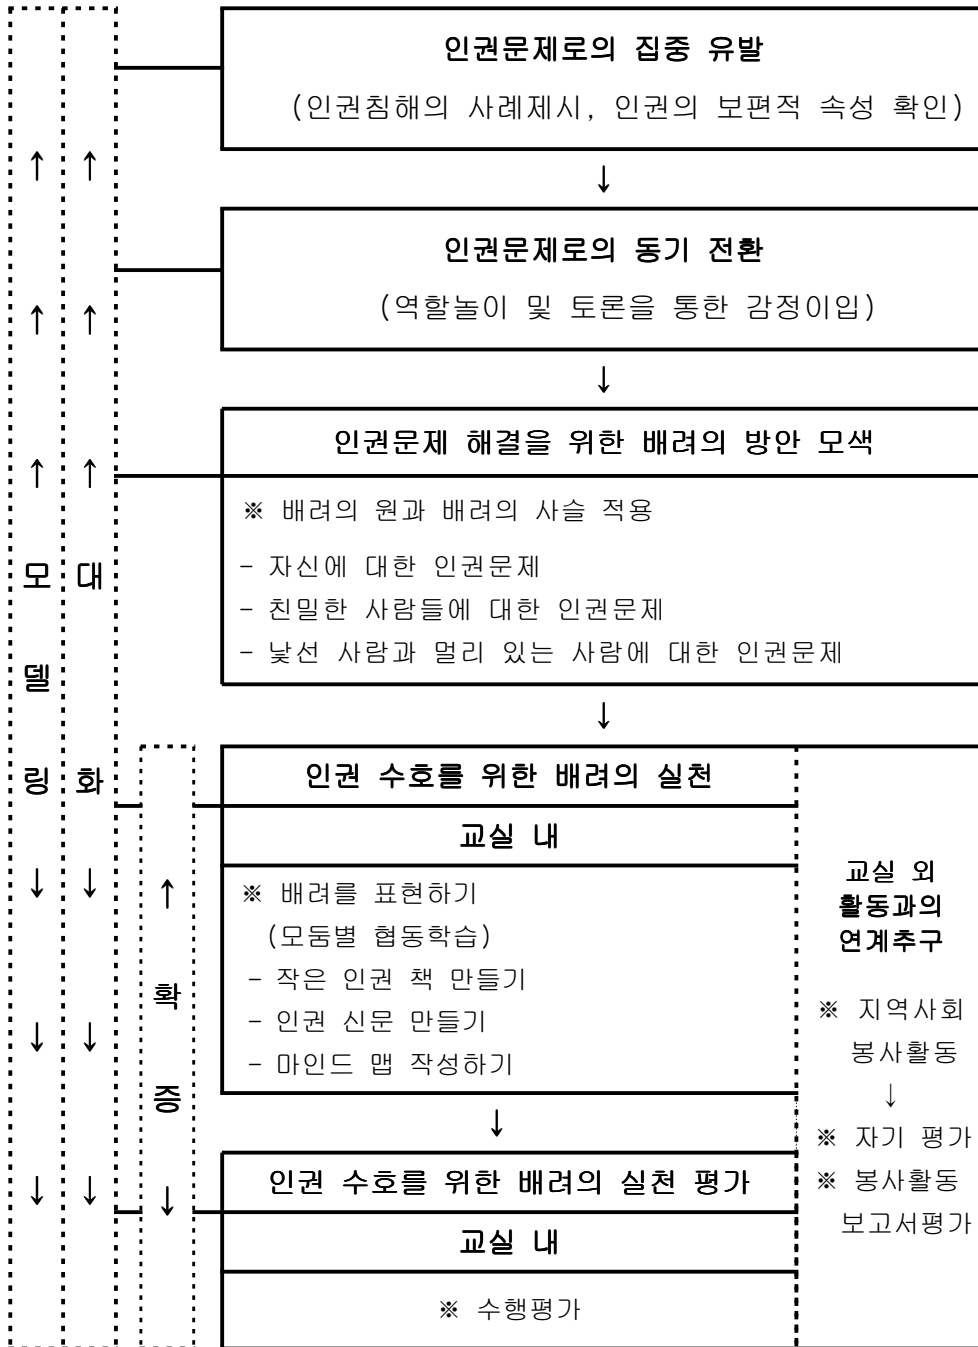 인권문제로의 집중 유발
(인권침해의 사례제시, 인권의 보편적 속성 확인)
↓
인권문제로의 동기 전환
(역할놀이 및 토론을 통한 감정이입)
↓
인권문제 해결을 위한 배려의 방안 모색
※ 배려의 원과 배려의 사슬 적용
- 자신에 대한 인권문제
- 친밀한 사람들에 대한 인권문제
- 낯선 사람과 멀리 있는 사람에 대한 인권문제
↓
인권 수호를 위한 배려의 실천
교실 내
※ 배려를 표현하기
(모둠별 협동학습)
- 작은 인권 책 만들기
- 인권 신문 만들기
- 마인드 맵 작성하기
↓
인권 수호를 위한 배려의 실천 평가
교실 내
※ 수행평가
교실 외
활동과의
연계추구
※ 지역사회
봉사활동
↓
※ 자기 평가
※ 봉사활동
보고서평가
↑
↑
↑
모
델
링
↓
↓
↓
↑
↑
↑
대
화
↓
↓
↓
↑
확
증
↓